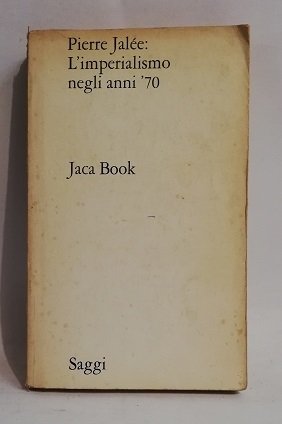 Pierre Jalée:
L'imperialismo
negli anni '70
Jaca Book
Saggi